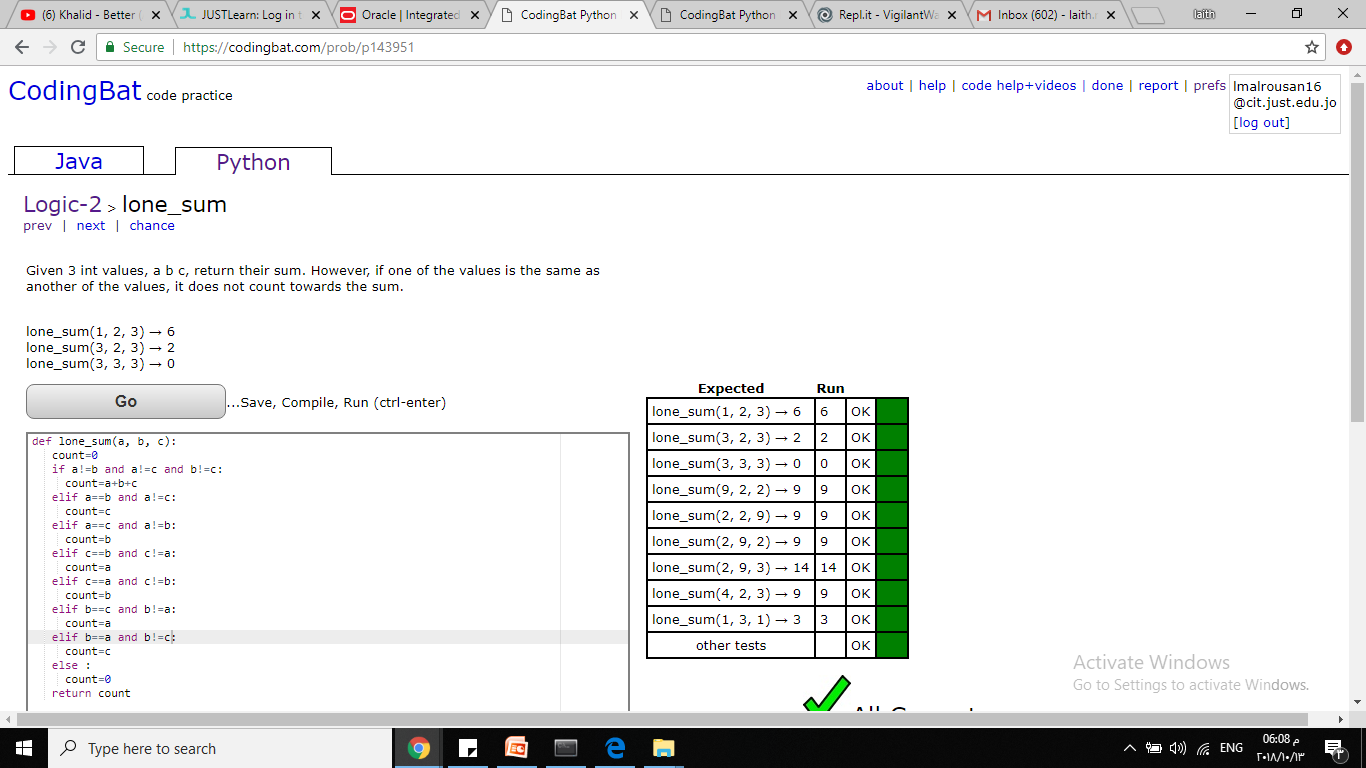 (6) Khalid - Better (
JUSTLearn: Log in t
Oracle | Integrated
CodingBat Python
CodingBat Python
Repl.it - VigilantWa
Inbox (602) - laith.r
laith
Secure
https://codingbat.com/prob/p143951
CodingBat code practice
about | help | code help+videos | done | report | prefs
lmalrousan16
@cit.just.edu.jo
[log out]
Java
Python
Logic-2 > lone_sum
prev | next | chance
Given 3 int values, a b c, return their sum. However, if one of the values is the same as
another of the values, it does not count towards the sum.
lone_sum(1, 2, 3) → 6
lone_sum(3, 2, 3) → 2
lone_sum(3, 3, 3) → 0
Go
...Save, Compile, Run (ctrl-enter)
def lone_sum(a, b, c):
count=0
if a!=b and a!=c and b!=c:
count=a+b+c
elif a==b and a!=c:
count=c
elif a==c and a!=b:
count=b
elif c==b and c!=a:
count=a
elif c==a and c!=b:
count=b
elif b==c and b!=a:
count=a
elif b==a and b!=c:
count=c
else :
count=0
return count
Expected Run
lone_sum(1, 2, 3) → 6 6 OK
lone_sum(3, 2, 3) → 2 2 OK
lone_sum(3, 3, 3) → 0 0 OK
lone_sum(9, 2, 2) → 9 9 OK
lone_sum(2, 2, 9) → 9 9 OK
lone_sum(2, 9, 2) → 9 9 OK
lone_sum(2, 9, 3) → 14 14 OK
lone_sum(4, 2, 3) → 9 9 OK
lone_sum(1, 3, 1) → 3 3 OK
other tests OK
All Correct
Activate Windows
Go to Settings to activate Windows.
Type here to search
ENG
06:08 م
٢٠١٨/١٠/١٣
٣